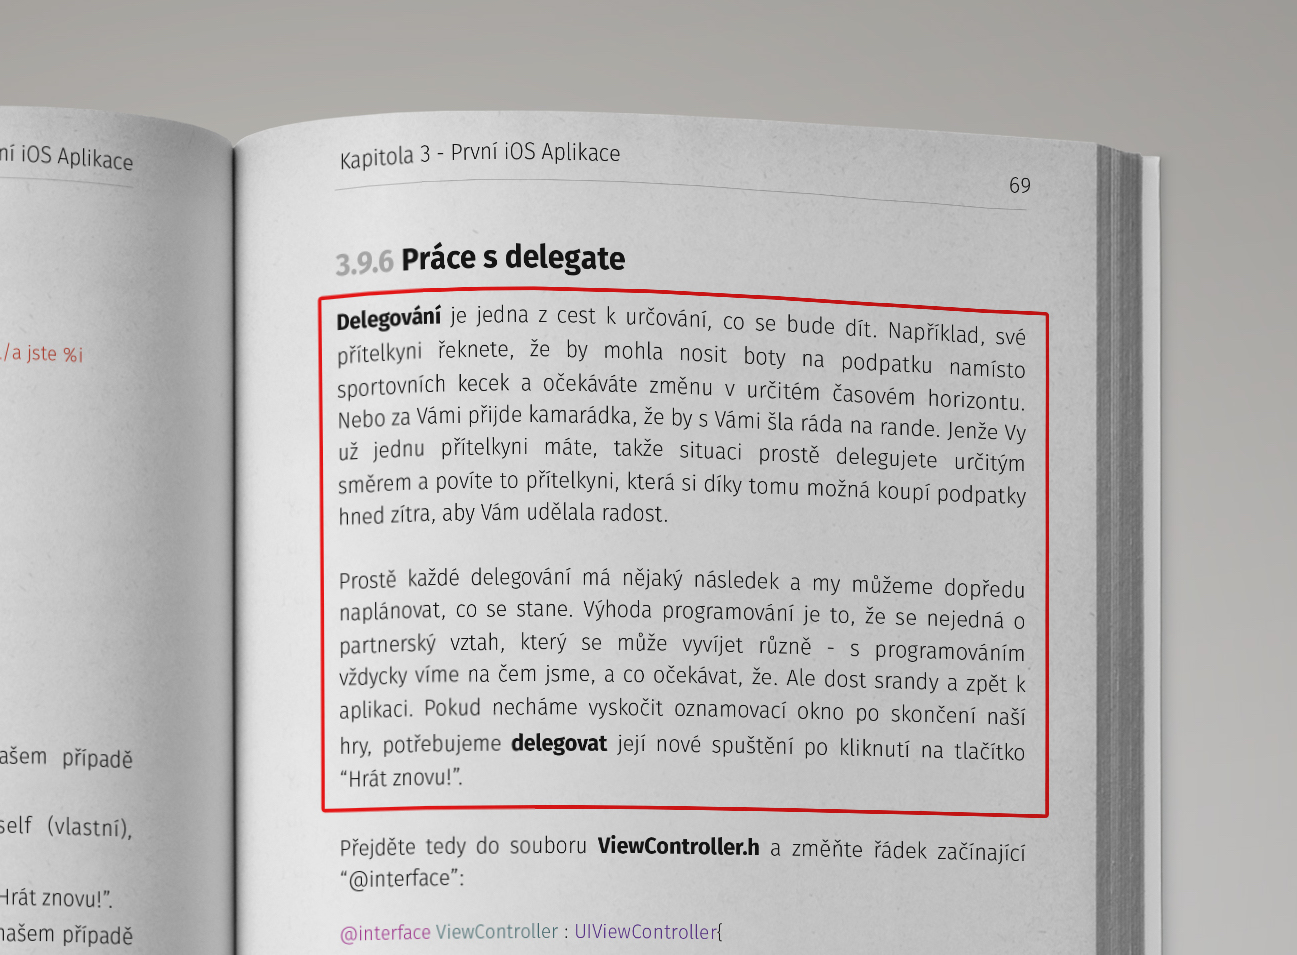 ní iOS Aplikace
/a jste %i
ašem případě
self (vlastní),
Hrát znovu!”.
našem případě
Kapitola 3 - První iOS Aplikace
69
3.9.6 Práce s delegate
Delegování je jedna z cest k určování, co se bude dít. Například, své
přítelkyni řeknete, že by mohla nosit boty na podpatku namísto
sportovních kecek a očekáváte změnu v určitém časovém horizontu.
Nebo za Vámi přijde kamarádka, že by s Vámi šla ráda na rande. Jenže Vy
už jednu přítelkyni máte, takže situaci prostě delegujete určitým
směrem a povíte to přítelkyni, která si díky tomu možná koupí podpatky
hned zítra, aby Vám udělala radost.
Prostě každé delegování má nějaký následek a my můžeme dopředu
naplánovat, co se stane. Výhoda programování je to, že se nejedná o
partnerský vztah, který se může vyvíjet různě - s programováním
vždycky víme na čem jsme, a co očekávat, že. Ale dost srandy a zpět k
aplikaci. Pokud necháme vyskočit oznamovací okno po skončení naší
hry, potřebujeme delegovat její nové spuštění po kliknutí na tlačítko
“Hrát znovu!”.
Přejděte tedy do souboru ViewController.h a změňte řádek začínající
“@interface”:
@interface ViewController : UIViewController{